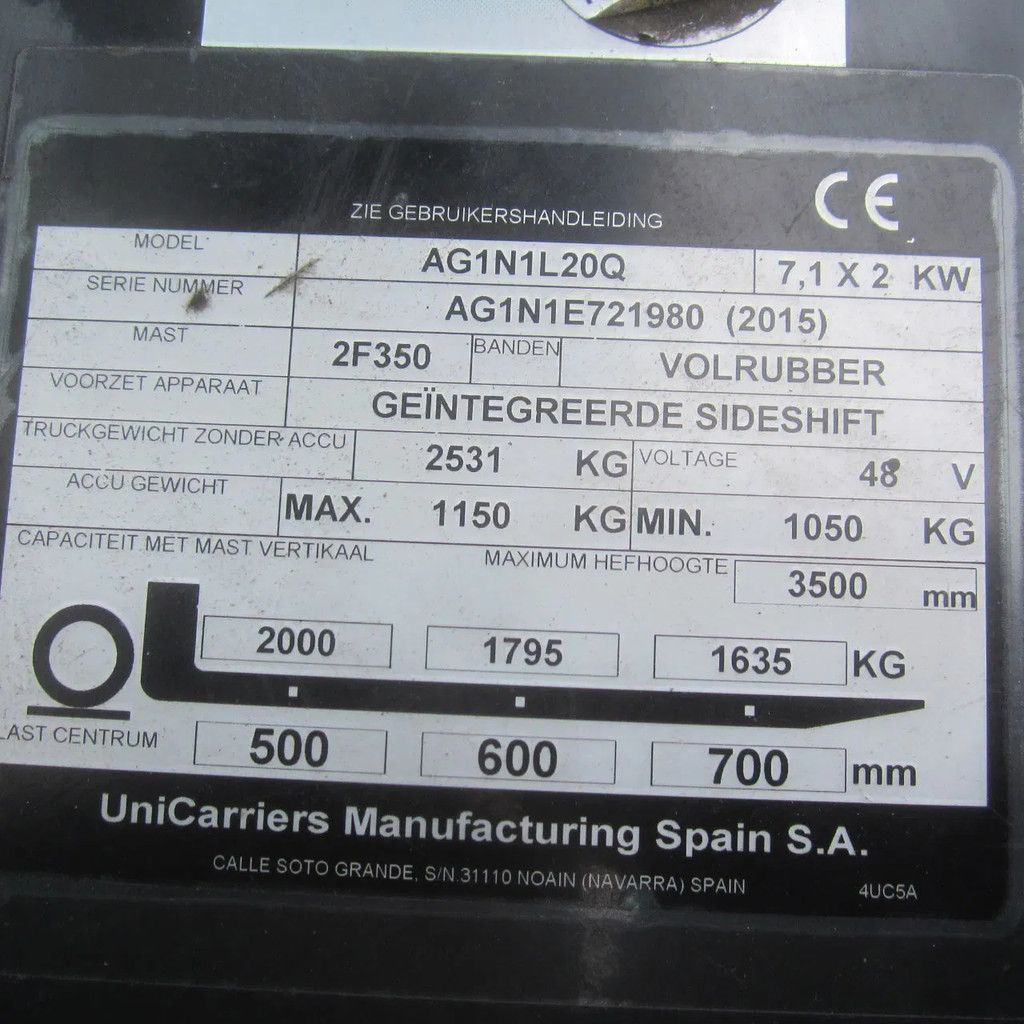 CE
ZIE GEBRUIKERSHANDLEIDING
MODEL AG1N1L20Q 7,1 X 2 KW
SERIE NUMMER AG1N1E721980 (2015)
MAST 2F350 BANDEN VOLRUBBER
VOORZET APPARAAT GEÏNTEGREERDE SIDESHIFT
TRUCKGEWICHT ZONDER ACCU 2531 KG VOLTAGE 48 V
ACCU GEWICHT MAX. 1150 KG MIN. 1050 KG
CAPACITEIT MET MAST VERTIKAAL MAXIMUM HEFHOOGTE 3500 mm
2000 1795 1635 KG
LAST CENTRUM 500 600 700 mm
UniCarriers Manufacturing Spain S.A.
CALLE SOTO GRANDE, S/N.31110 NOAIN (NAVARRA) SPAIN 4UC5A